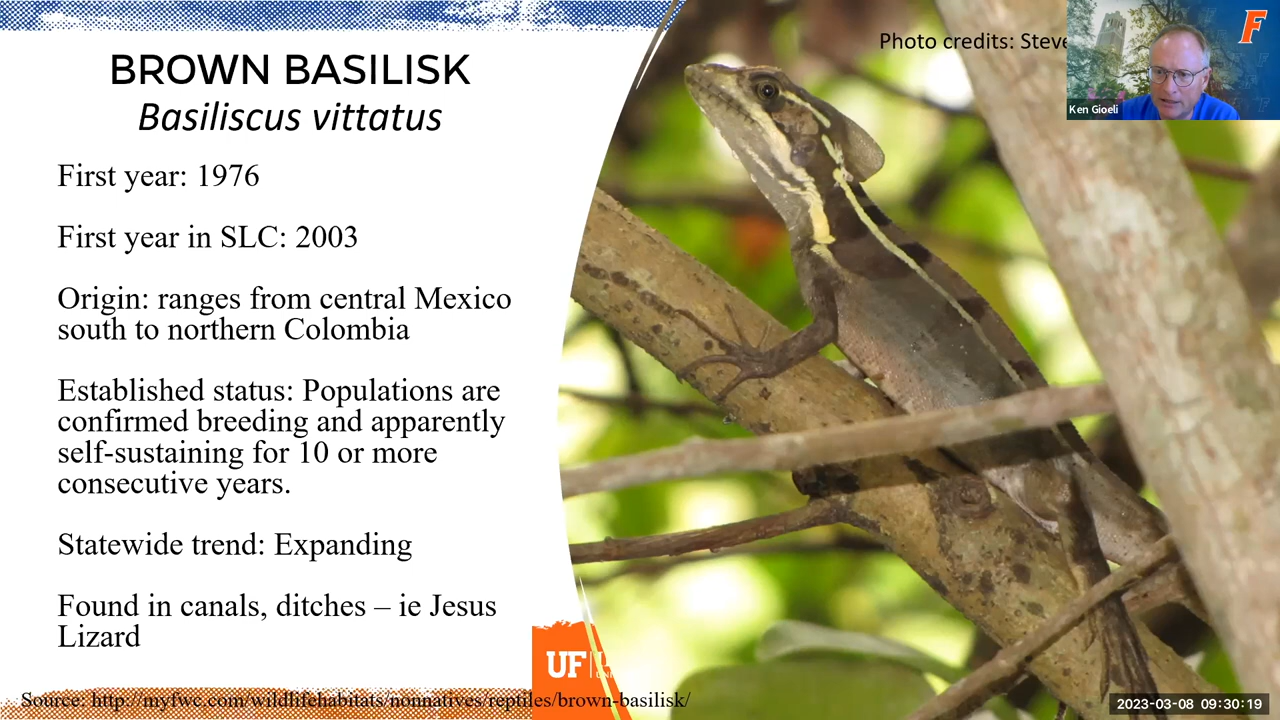 BROWN BASILISK
Basiliscus vittatus
First year: 1976
First year in SLC: 2003
Origin: ranges from central Mexico
south to northern Colombia
Established status: Populations are
confirmed breeding and apparently
self-sustaining for 10 or more
consecutive years.
Statewide trend: Expanding
Found in canals, ditches – ie Jesus
Lizard
Source: http://myfwc.com/wildlifehabitats/nonnatives/reptiles/brown-basilisk/
UF
Photo credits: Steve
F
Ken Gioeli
2023-03-08 09:30:19